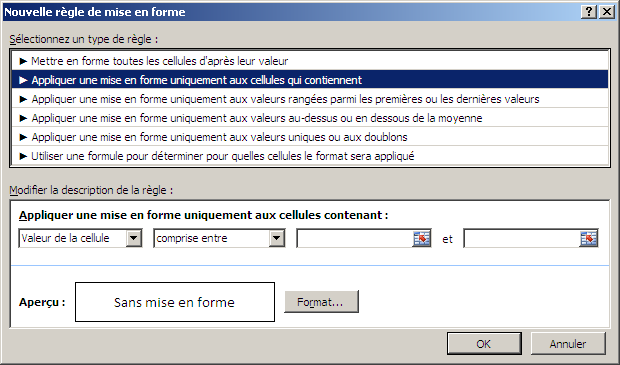 Nouvelle règle de mise en forme
Sélectionnez un type de règle :
► Mettre en forme toutes les cellules d'après leur valeur
► Appliquer une mise en forme uniquement aux cellules qui contiennent
► Appliquer une mise en forme uniquement aux valeurs rangées parmi les premières ou les dernières valeurs
► Appliquer une mise en forme uniquement aux valeurs au-dessus ou en dessous de la moyenne
► Appliquer une mise en forme uniquement aux valeurs uniques ou aux doublons
► Utiliser une formule pour déterminer pour quelles cellules le format sera appliqué
Modifier la description de la règle :
Appliquer une mise en forme uniquement aux cellules contenant :
Valeur de la cellule comprise entre et
Aperçu : Sans mise en forme Format...
OK Annuler